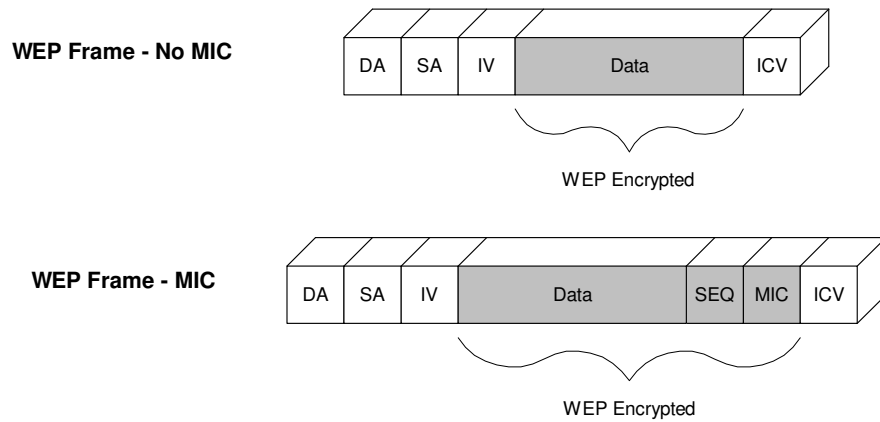 WEP Frame - No MIC
DA SA IV Data ICV
WEP Encrypted
WEP Frame - MIC
DA SA IV Data SEQ MIC ICV
WEP Encrypted